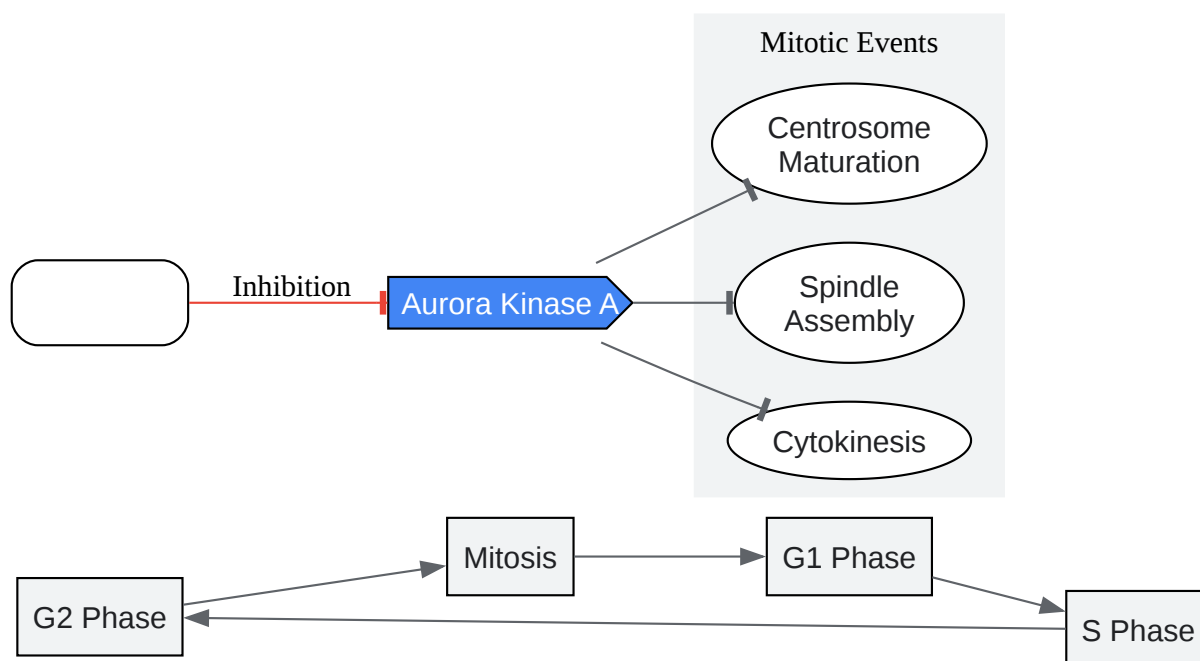 Mitotic Events
Centrosome
Maturation
Inhibition
Aurora Kinase A
Spindle
Assembly
Cytokinesis
Mitosis
G1 Phase
G2 Phase
S Phase